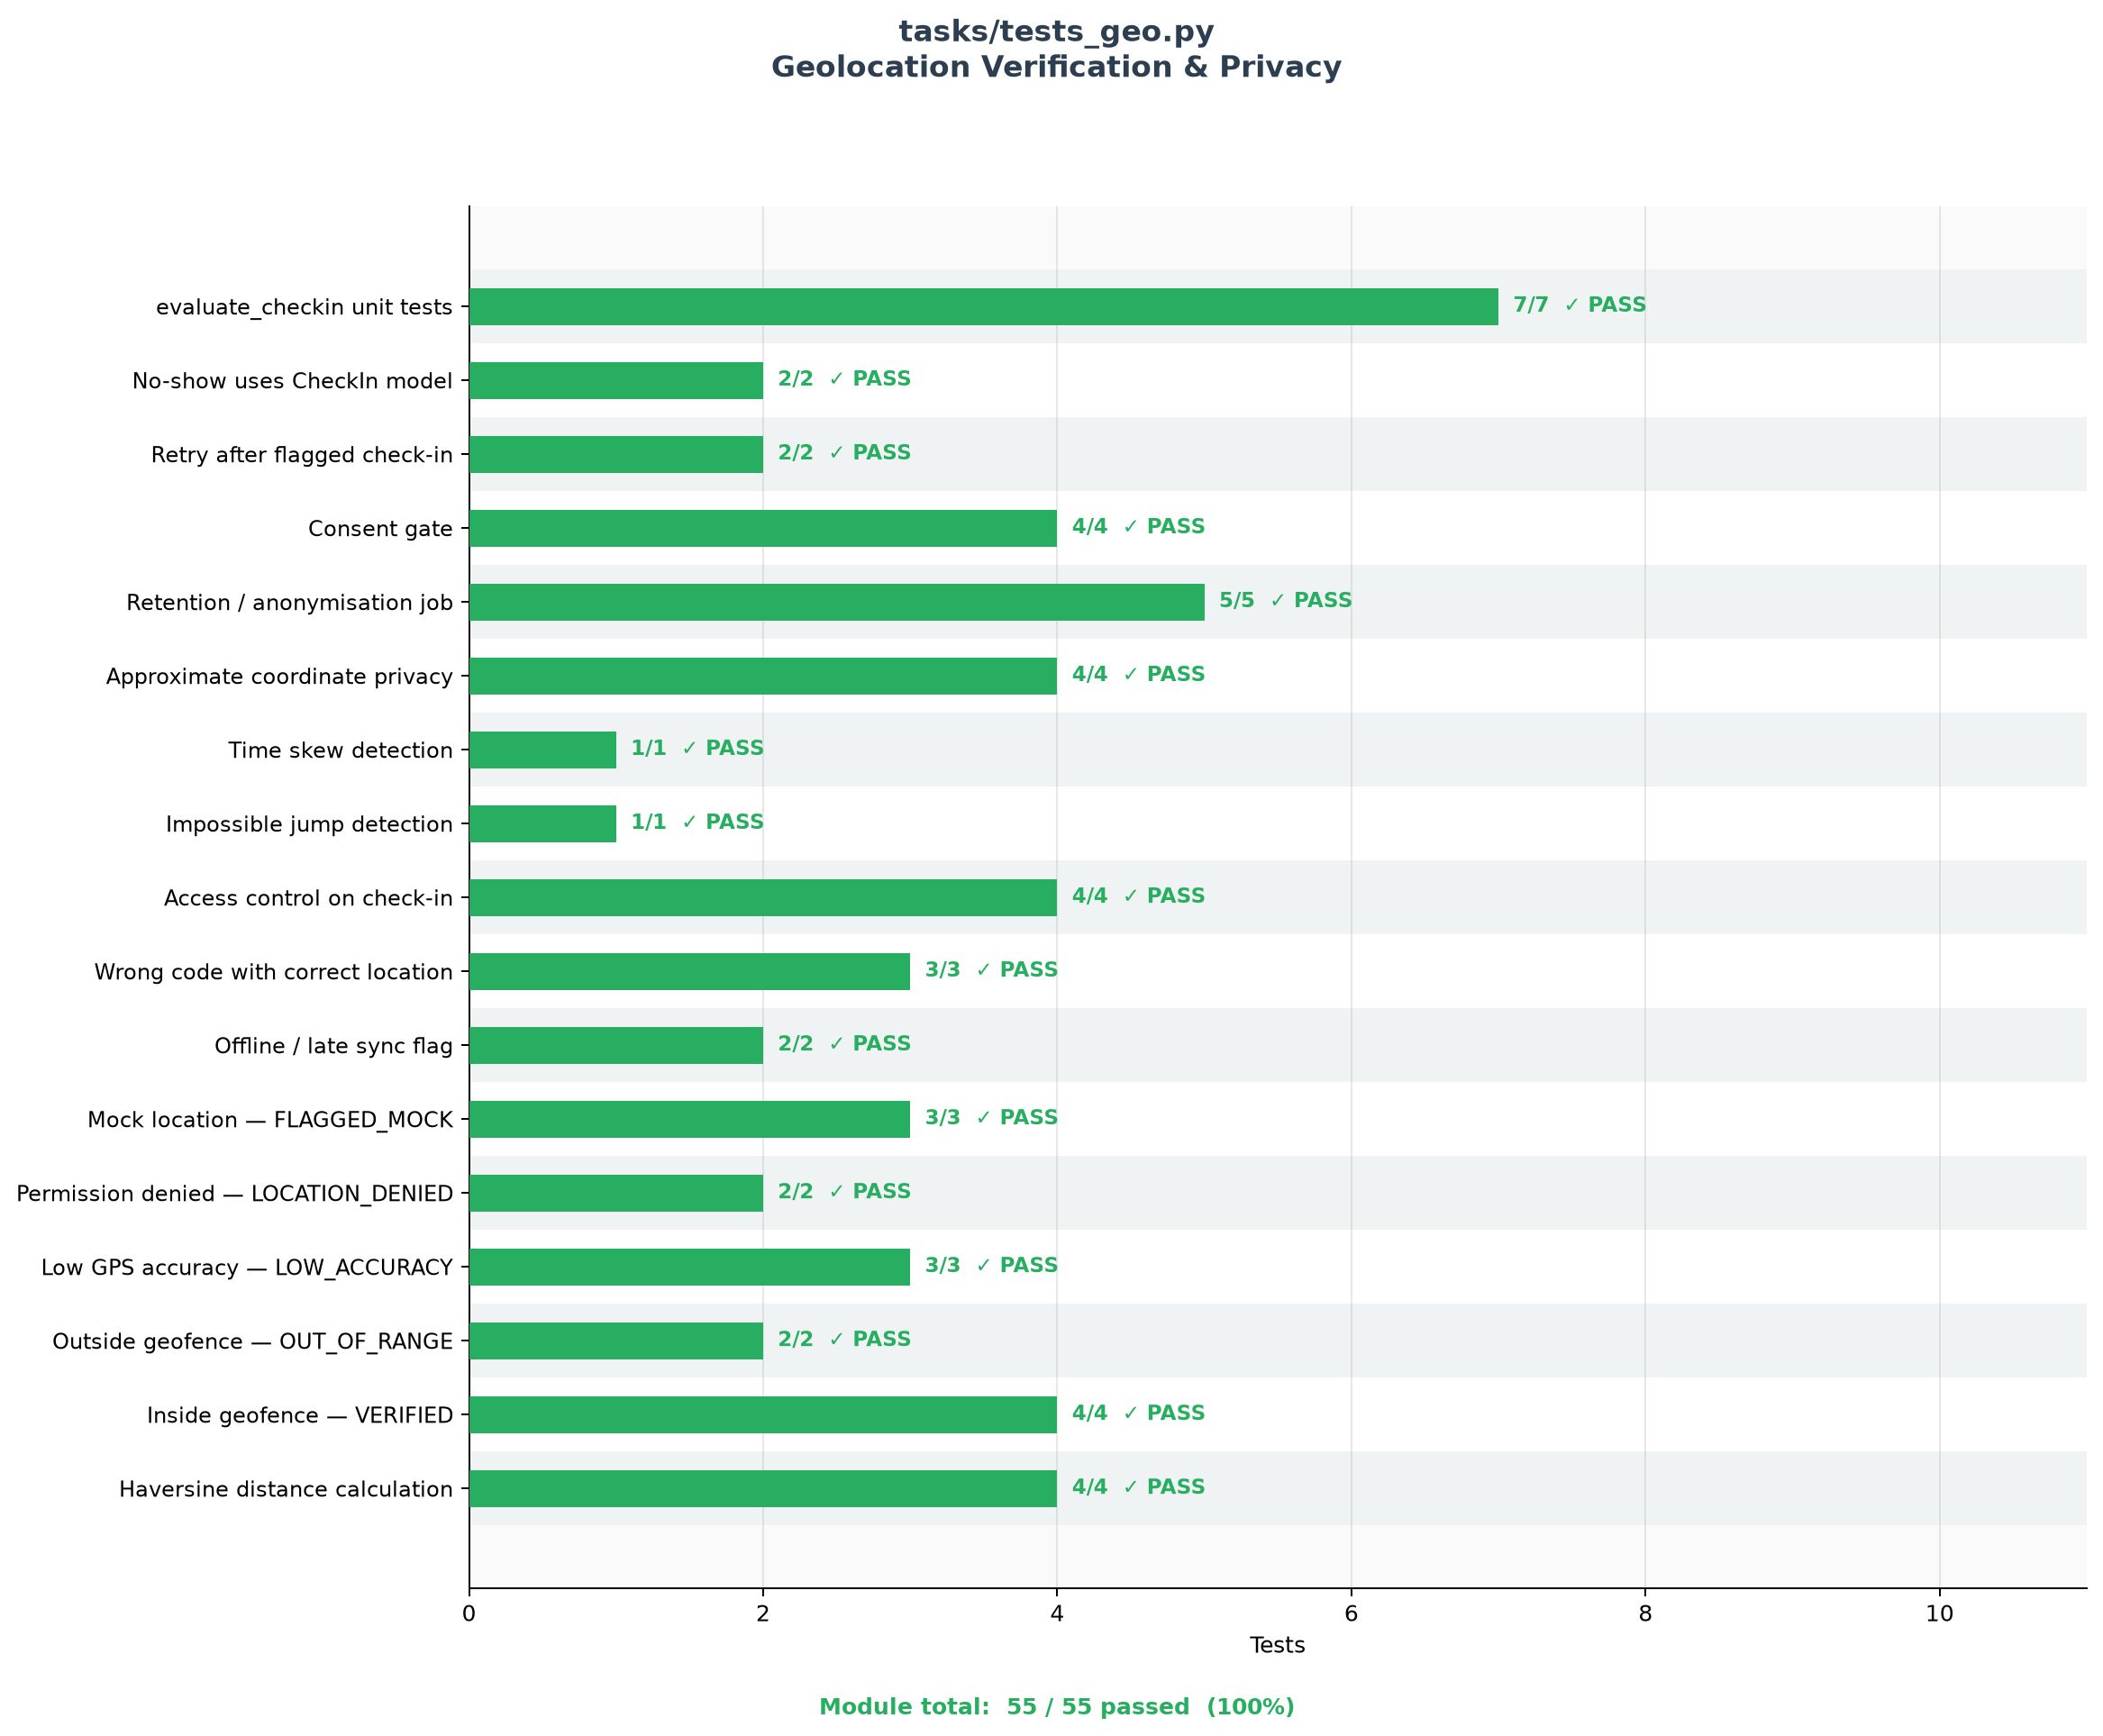 tasks/tests_geo.py
Geolocation Verification & Privacy
evaluate_checkin unit tests 7/7 ✓ PASS
No-show uses CheckIn model 2/2 ✓ PASS
Retry after flagged check-in 2/2 ✓ PASS
Consent gate 4/4 ✓ PASS
Retention / anonymisation job 5/5 ✓ PASS
Approximate coordinate privacy 4/4 ✓ PASS
Time skew detection 1/1 ✓ PASS
Impossible jump detection 1/1 ✓ PASS
Access control on check-in 4/4 ✓ PASS
Wrong code with correct location 3/3 ✓ PASS
Offline / late sync flag 2/2 ✓ PASS
Mock location — FLAGGED_MOCK 3/3 ✓ PASS
Permission denied — LOCATION_DENIED 2/2 ✓ PASS
Low GPS accuracy — LOW_ACCURACY 3/3 ✓ PASS
Outside geofence — OUT_OF_RANGE 2/2 ✓ PASS
Inside geofence — VERIFIED 4/4 ✓ PASS
Haversine distance calculation 4/4 ✓ PASS
0 2 4 6 8 10
Tests
Module total: 55 / 55 passed (100%)